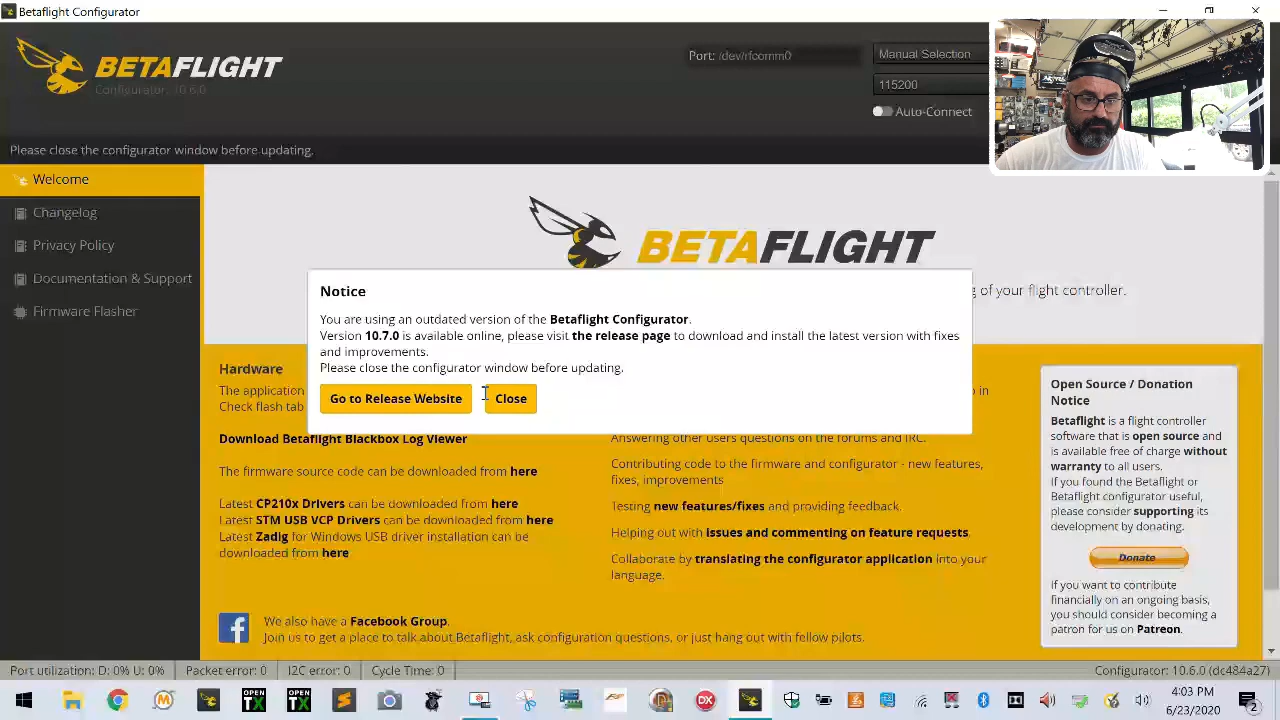 Betaflight Configurator
BETAFLIGHT
Configurator: 10.6.0
Port: /dev/rfcomm0
Manual Selection
115200
Auto-Connect
Please close the configurator window before updating.
Welcome
Changelog
Privacy Policy
Documentation & Support
Firmware Flasher
BETAFLIGHT
g of your flight controller.
Notice
You are using an outdated version of the Betaflight Configurator.
Version 10.7.0 is available online, please visit the release page to download and install the latest version with fixes
and improvements.
Please close the configurator window before updating.
Go to Release Website
Close
Hardware
The application
Check flash tab
p in
Download Betaflight Blackbox Log Viewer
The firmware source code can be downloaded from here
Latest CP210x Drivers can be downloaded from here
Latest STM USB VCP Drivers can be downloaded from here
Latest Zadig for Windows USB driver installation can be
downloaded from here
Answering other users questions on the forums and IRC.
Contributing code to the firmware and configurator - new features,
fixes, improvements
Testing new features/fixes and providing feedback.
Helping out with issues and commenting on feature requests.
Collaborate by translating the configurator application into your
language.
Open Source / Donation
Notice
Betaflight is a flight controller
software that is open source and
is available free of charge without
warranty to all users.
If you found the Betaflight or
Betaflight configurator useful,
please consider supporting its
development by donating.
Donate
If you want to contribute
financially on an ongoing basis,
you should consider becoming a
patron for us on Patreon.
We also have a Facebook Group.
Join us to get a place to talk about Betaflight, ask configuration questions, or just hang out with fellow pilots.
Port utilization: D: 0% U: 0%
Packet error: 0
I2C error: 0
Cycle Time: 0
Configurator: 10.6.0 (dc484a27)
OPEN
TX
OPEN
TX
DX
4:03 PM
6/23/2020
2